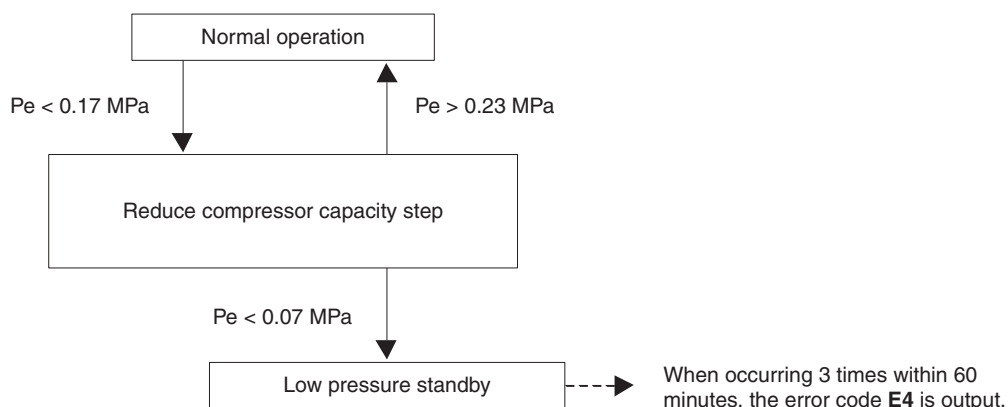 Normal operation
Pe < 0.17 MPa
Pe > 0.23 MPa
Reduce compressor capacity step
Pe < 0.07 MPa
Low pressure standby
When occurring 3 times within 60
minutes, the error code E4 is output.